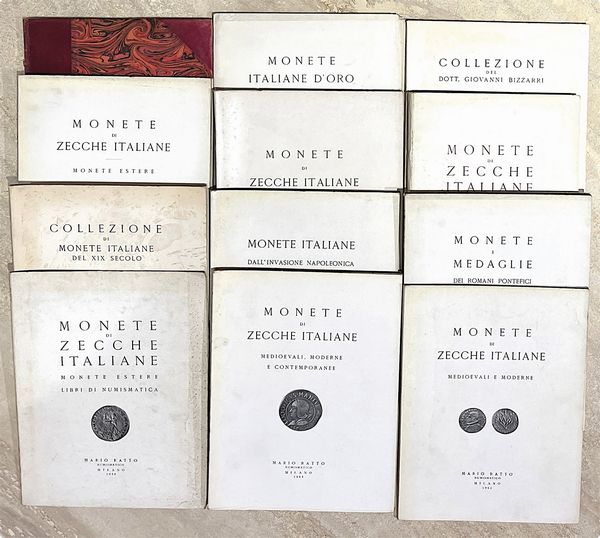 MONETE
ITALIANE D'ORO
COLLEZIONE
DEL
DOTT. GIOVANNI BIZZARRI
MONETE
DI
ZECCHE ITALIANE
MONETE ESTERE
MONETE
DI
ZECCHE ITALIANE
MONETE
DI
ZECCHE
ITALIANE
COLLEZIONE
DI
MONETE ITALIANE
DEL XIX SECOLO
MONETE ITALIANE
DALL'INVASIONE NAPOLEONICA
MONETE
E
MEDAGLIE
DEI ROMANI PONTEFICI
MONETE
DI
ZECCHE
ITALIANE
MONETE ESTERE
LIBRI DI NUMISMATICA
MARIO RATTO
NUMISMATICO
MILANO
MONETE
DI
ZECCHE ITALIANE
MEDIOEVALI, MODERNE
E CONTEMPORANEE
MARIO RATTO
NUMISMATICO
MILANO
MONETE
DI
ZECCHE ITALIANE
MEDIOEVALI E MODERNE
MARIO RATTO
NUMISMATICO
MILANO